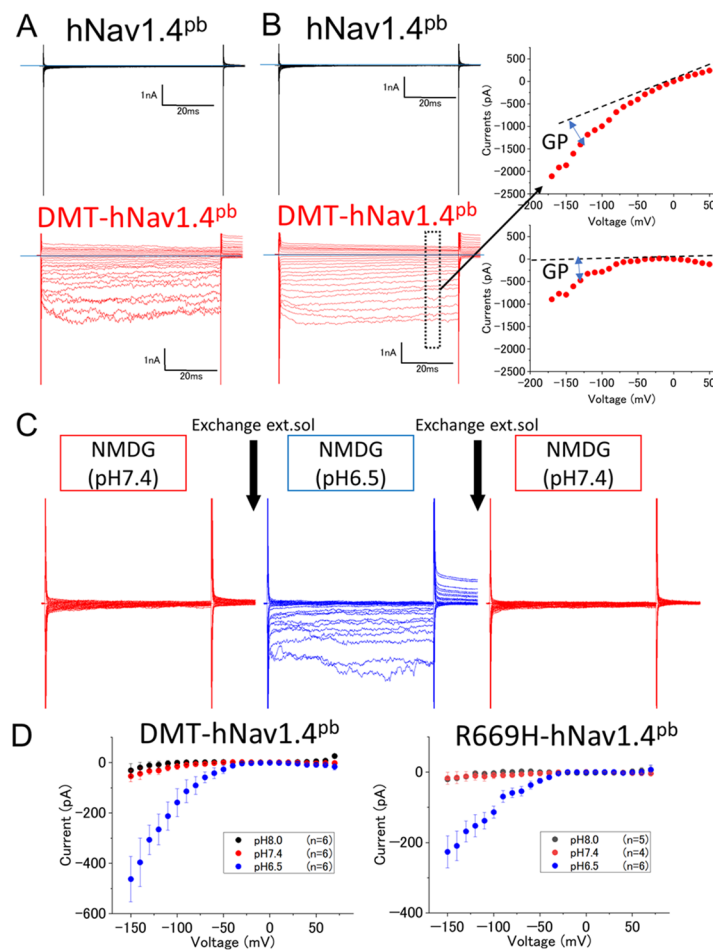 A
hNav1.4pb
1nA
20ms
DMT-hNav1.4pb
1nA
20ms
B
hNav1.4pb
1nA
20ms
DMT-hNav1.4pb
1nA
20ms
500
0
-500
-1000
-1500
-2000
-2500
Currents (pA)
GP
-200 -150 -100 -50 0 50
Voltage (mV)
500
0
-500
-1000
-1500
-2000
-2500
Currents (pA)
GP
-200 -150 -100 -50 0 50
Voltage (mV)
C
Exchange ext.sol
Exchange ext.sol
NMDG
(pH7.4)
NMDG
(pH6.5)
NMDG
(pH7.4)
D
DMT-hNav1.4pb
0
-200
-400
-600
Current (pA)
pH8.0 (n=6)
pH7.4 (n=6)
pH6.5 (n=6)
-150 -100 -50 0 50
Voltage (mV)
R669H-hNav1.4pb
0
-200
-400
Current (pA)
pH8.0 (n=5)
pH7.4 (n=4)
pH6.5 (n=6)
-150 -100 -50 0 50
Voltage (mV)